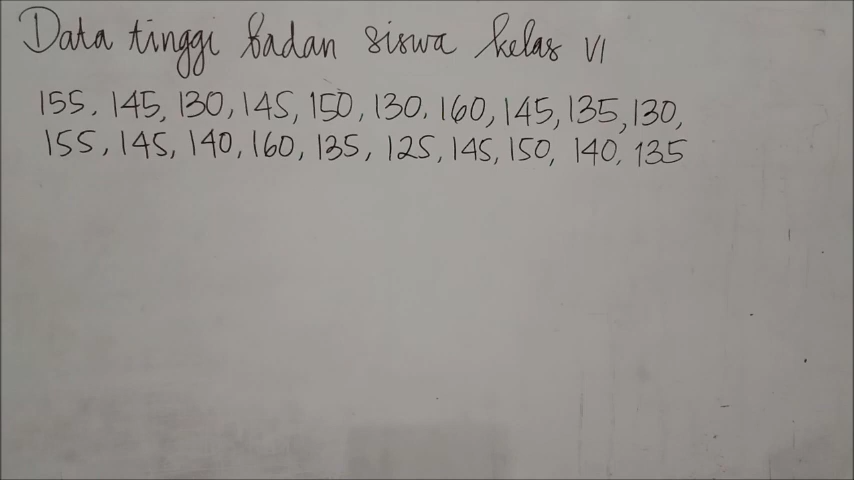 Data tinggi badan siswa kelas VI
155, 145, 130, 145, 150, 130, 160, 145, 135, 130,
155, 145, 140, 160, 135, 125, 145, 150, 140, 135